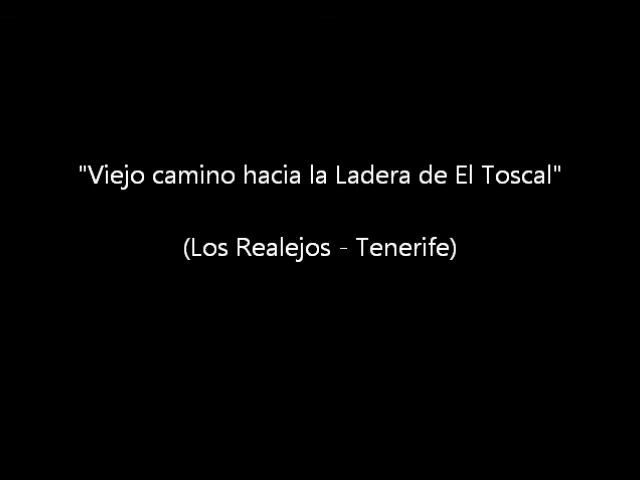 "Viejo camino hacia la Ladera de El Toscal"
(Los Realejos - Tenerife)